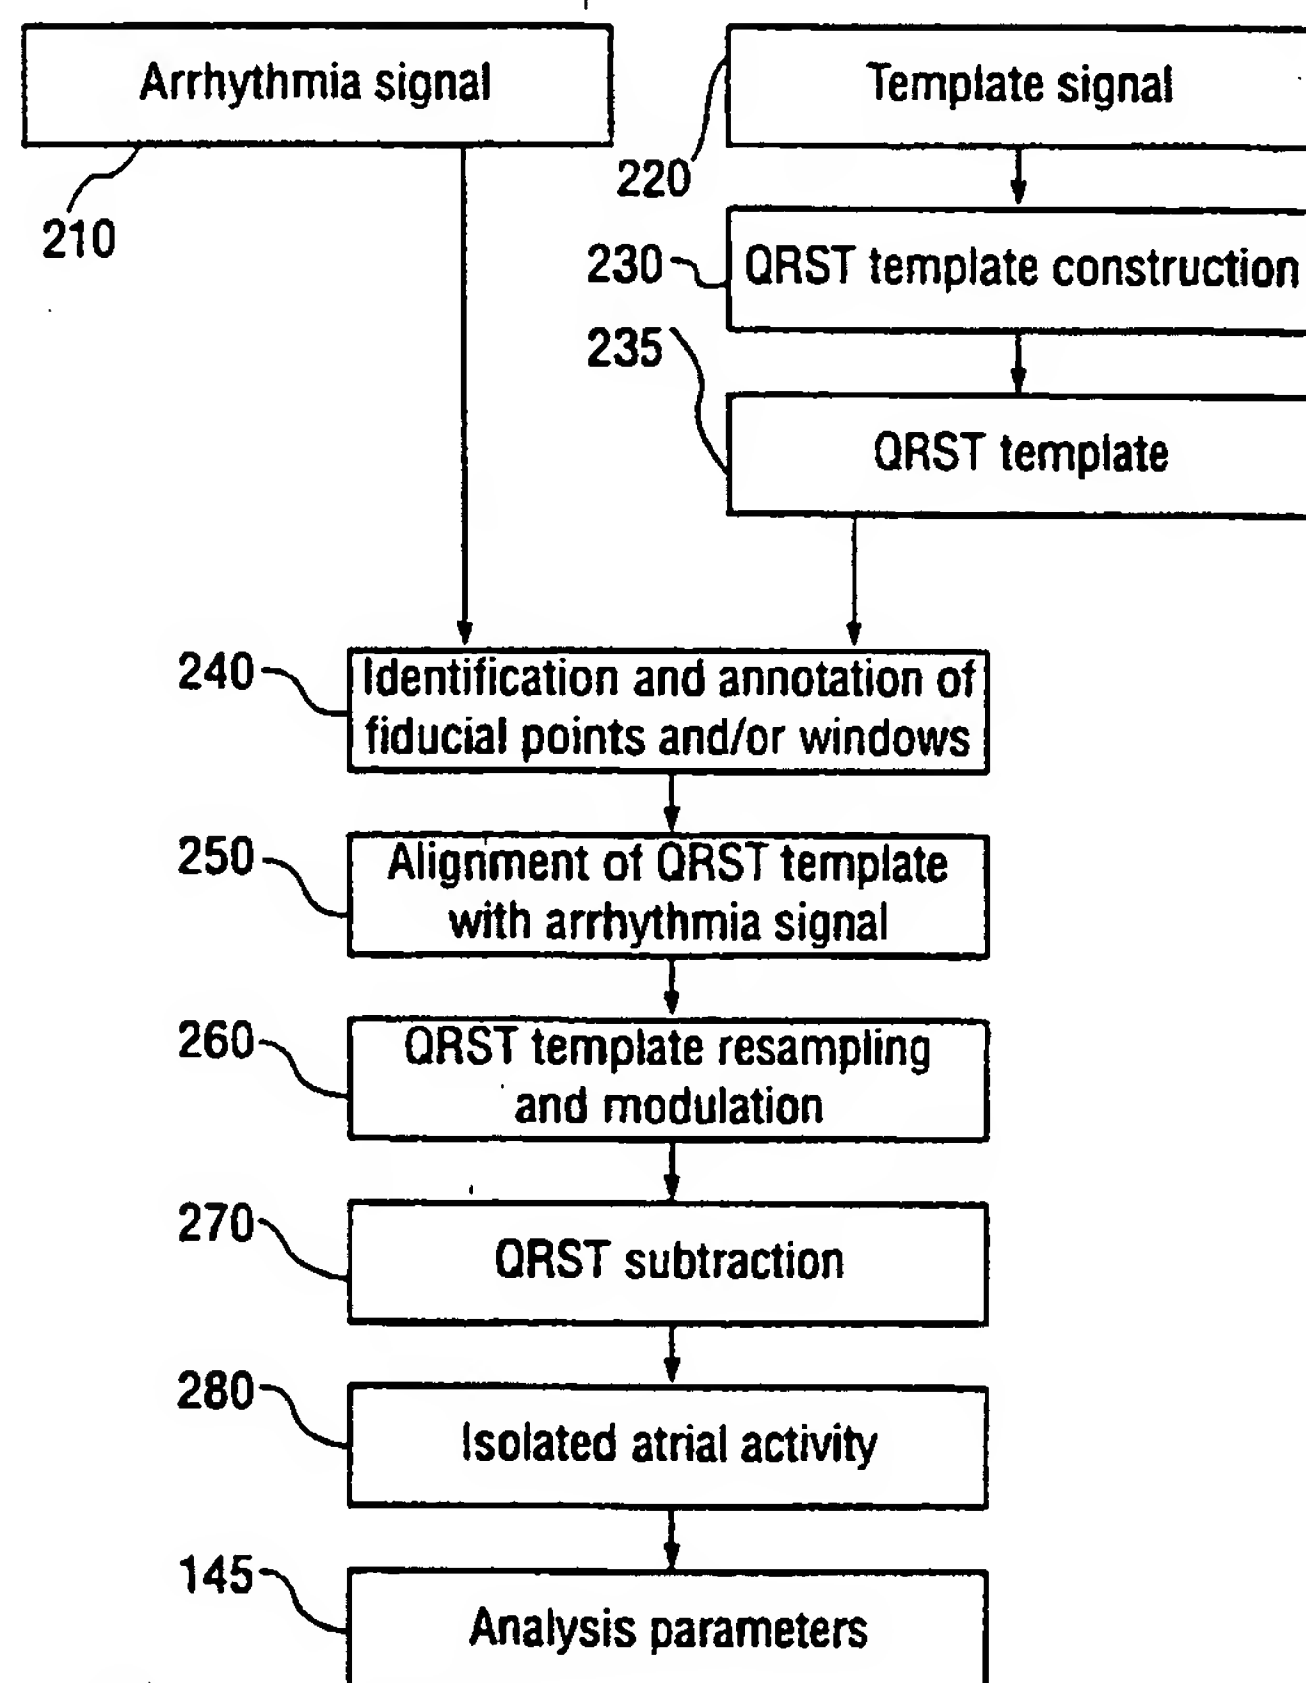 Arrhythmia signal
210
Template signal
220
230
QRST template construction
235
QRST template
240
Identification and annotation of
fiducial points and/or windows
250
Alignment of QRST template
with arrhythmia signal
260
QRST template resampling
and modulation
270
QRST subtraction
280
Isolated atrial activity
145
Analysis parameters